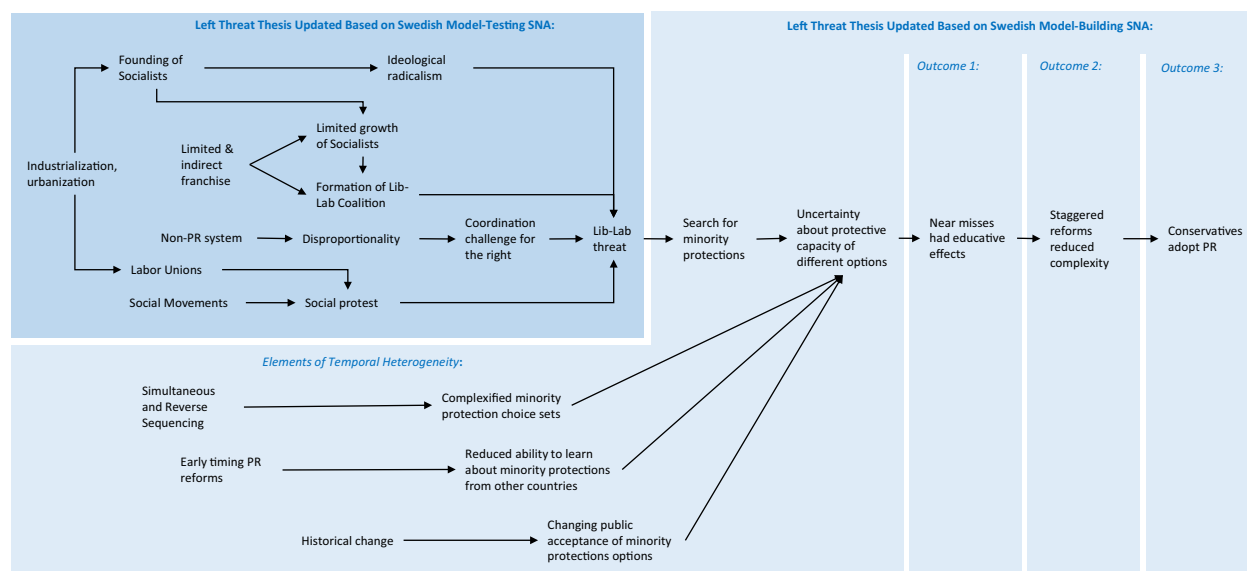 Left Threat Thesis Updated Based on Swedish Model-Testing SNA:
Left Threat Thesis Updated Based on Swedish Model-Building SNA:
Outcome 1:
Outcome 2:
Outcome 3:
Founding of
Socialists
Ideological
radicalism
Limited growth
of Socialists
Limited &
indirect
franchise
Industrialization,
urbanization
Formation of Lib-
Lab Coalition
Non-PR system
Disproportionality
Coordination
challenge for
the right
Lib-Lab
threat
Search for
minority
protections
Uncertainty
about protective
capacity of
different options
Near misses
had educative
effects
Staggered
reforms
reduced
complexity
Conservatives
adopt PR
Labor Unions
Social Movements
Social protest
Elements of Temporal Heterogeneity:
Simultaneous
and Reverse
Sequencing
Complexified minority
protection choice sets
Early timing PR
reforms
Reduced ability to learn
about minority protections
from other countries
Historical change
Changing public
acceptance of minority
protections options